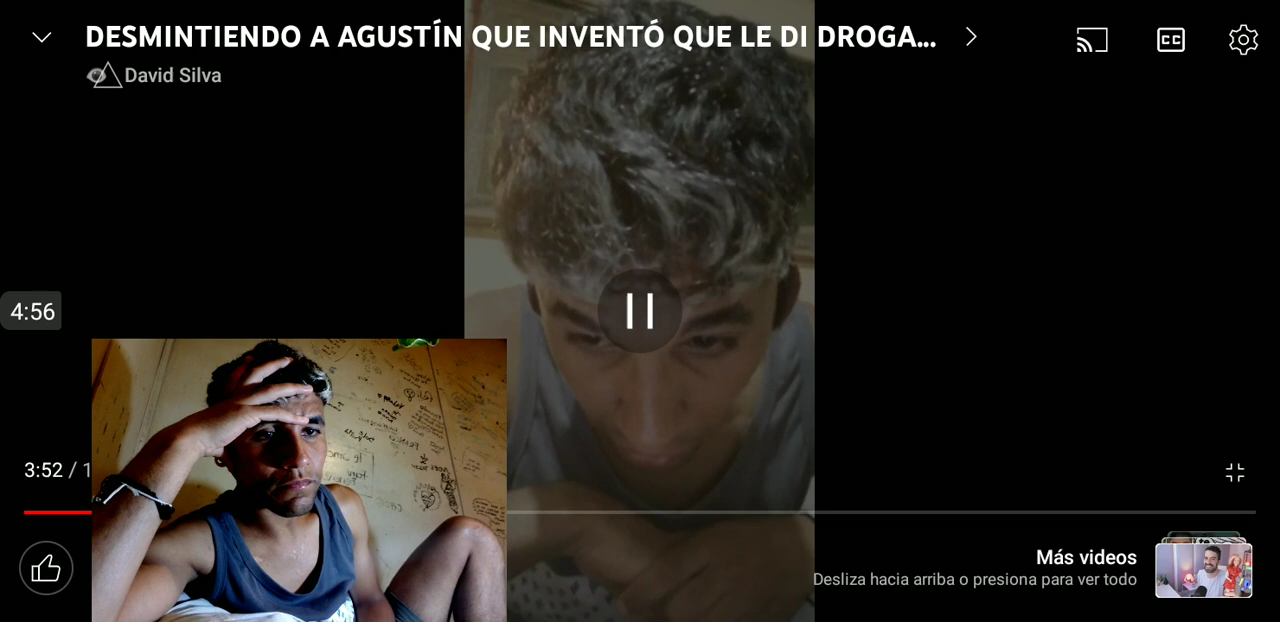 DESMINTIENDO A AGUSTÍN QUE INVENTÓ QUE LE DI DROGA...
David Silva
CC
4:56
3:52 / 1
Más videos
Desliza hacia arriba o presiona para ver todo